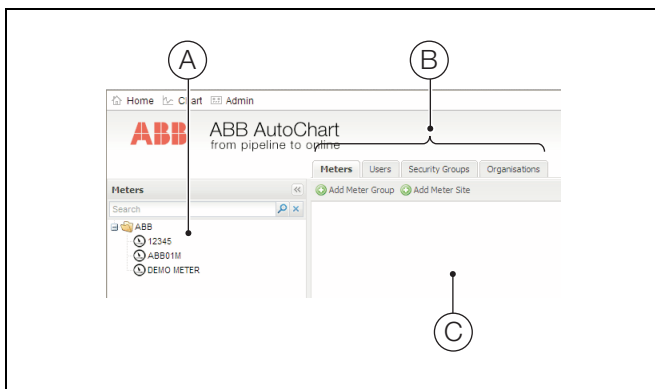 A
B
Home Chart Admin
ABB
ABB AutoChart
from pipeline to online
Meters Users Security Groups Organisations
Meters
Add Meter Group Add Meter Site
Search
ABB
12345
ABB01M
DEMO METER
C